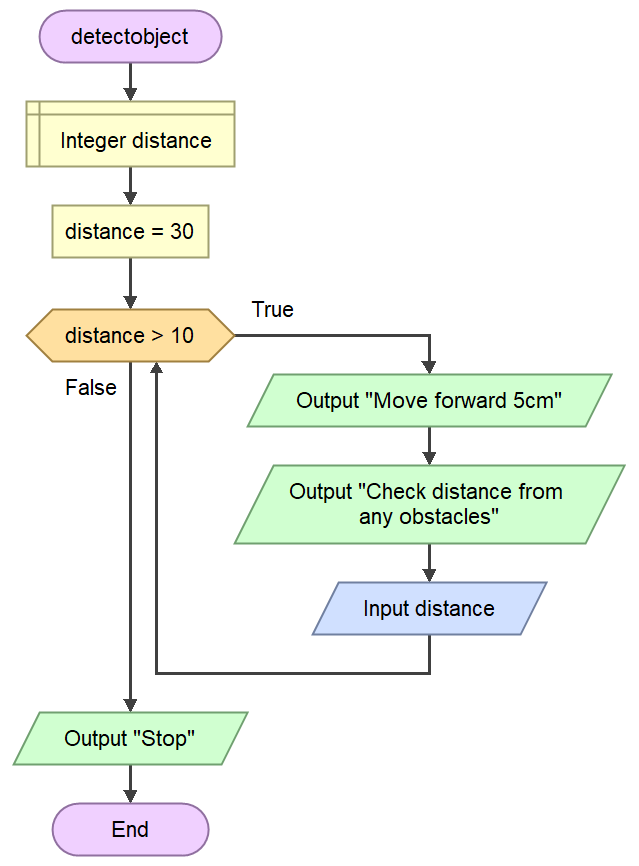 detectobject
Integer distance
distance = 30
distance > 10
True
False
Output "Move forward 5cm"
Output "Check distance from
any obstacles"
Input distance
Output "Stop"
End